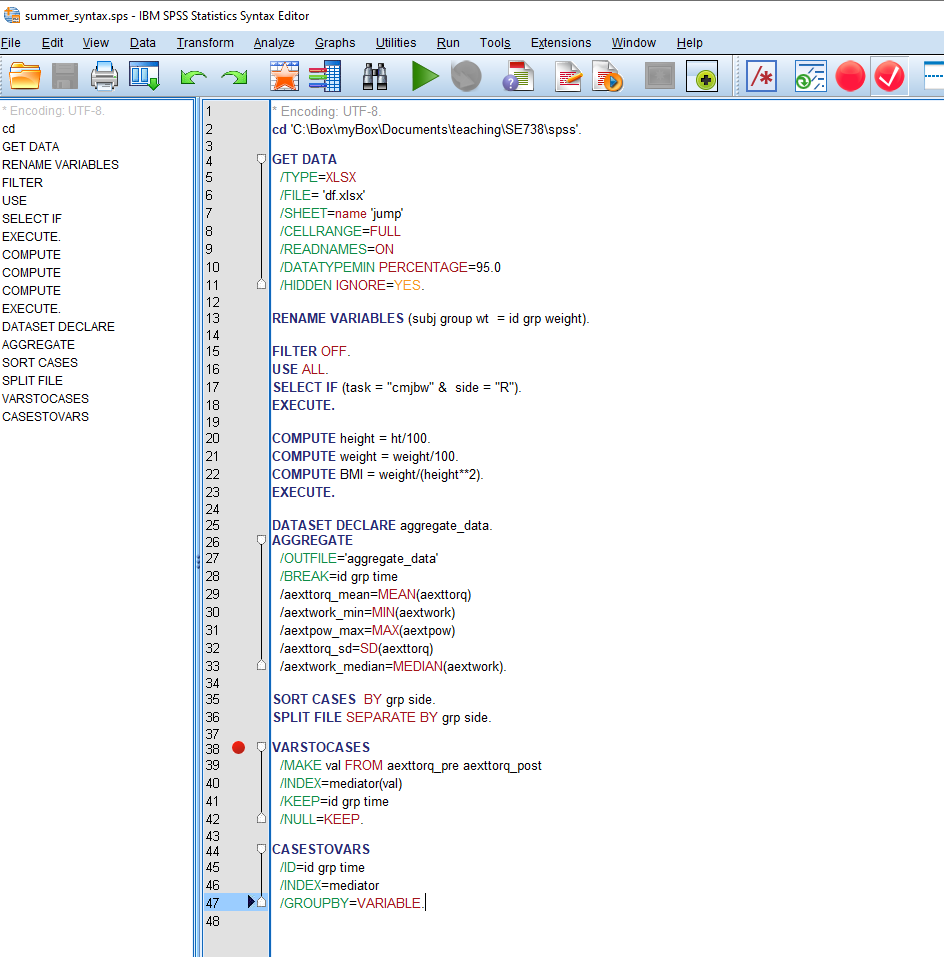 summer_syntax.sps - IBM SPSS Statistics Syntax Editor
File Edit View Data Transform Analyze Graphs Utilities Run Tools Extensions Window Help
* Encoding: UTF-8.
cd
GET DATA
RENAME VARIABLES
FILTER
USE
SELECT IF
EXECUTE.
COMPUTE
COMPUTE
COMPUTE
EXECUTE.
DATASET DECLARE
AGGREGATE
SORT CASES
SPLIT FILE
VARSTOCASES
CASESTOVARS
1 * Encoding: UTF-8.
2 cd 'C:\Box\myBox\Documents\teaching\SE738\spss'.
3
4 GET DATA
5 /TYPE=XLSX
6 /FILE= 'df.xlsx'
7 /SHEET=name 'jump'
8 /CELLRANGE=FULL
9 /READNAMES=ON
10 /DATATYPEMIN PERCENTAGE=95.0
11 /HIDDEN IGNORE=YES.
12
13 RENAME VARIABLES (subj group wt  = id grp weight).
14
15 FILTER OFF.
16 USE ALL.
17 SELECT IF (task = "cmjbw" &  side = "R").
18 EXECUTE.
19
20 COMPUTE height = ht/100.
21 COMPUTE weight = weight/100.
22 COMPUTE BMI = weight/(height**2).
23 EXECUTE.
24
25 DATASET DECLARE aggregate_data.
26 AGGREGATE
27 /OUTFILE='aggregate_data'
28 /BREAK=id grp time
29 /aexttorq_mean=MEAN(aexttorq)
30 /aextwork_min=MIN(aextwork)
31 /aextpow_max=MAX(aextpow)
32 /aexttorq_sd=SD(aexttorq)
33 /aextwork_median=MEDIAN(aextwork).
34
35 SORT CASES  BY grp side.
36 SPLIT FILE SEPARATE BY grp side.
37
38 VARSTOCASES
39 /MAKE val FROM aexttorq_pre aexttorq_post
40 /INDEX=mediator(val)
41 /KEEP=id grp time
42 /NULL=KEEP.
43
44 CASESTOVARS
45 /ID=id grp time
46 /INDEX=mediator
47 /GROUPBY=VARIABLE.
48